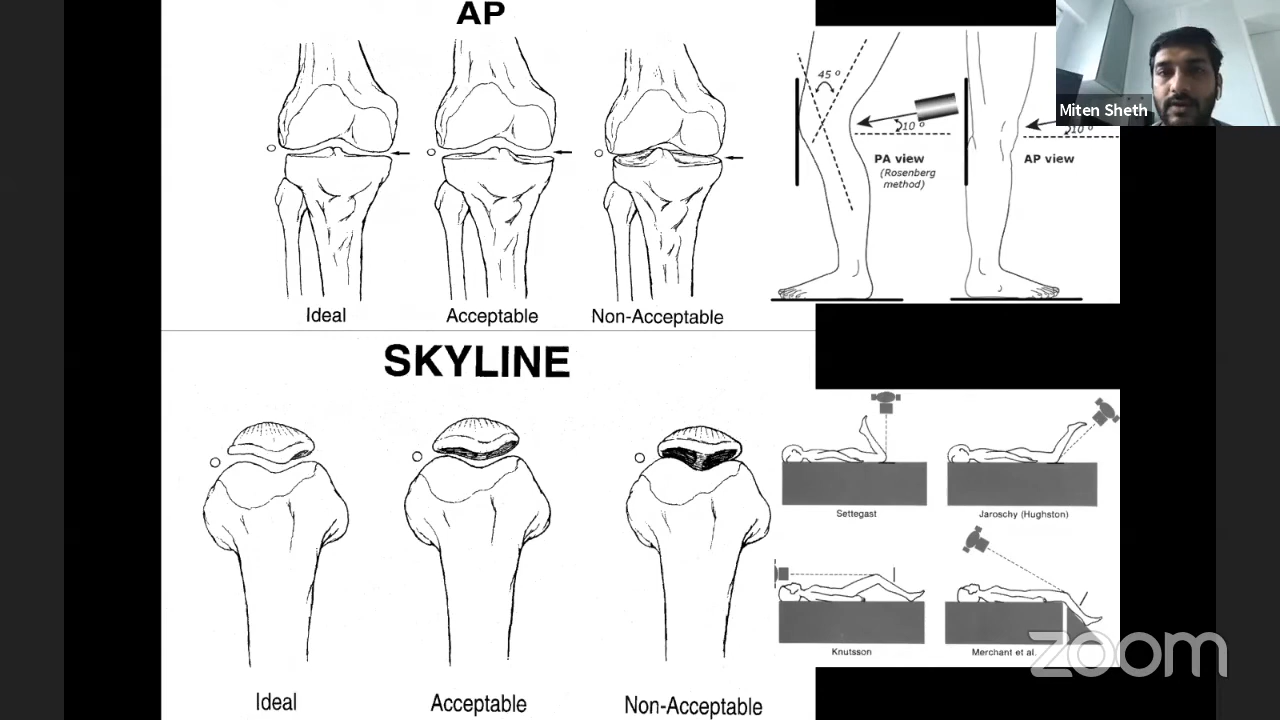 AP
Ideal
Acceptable
Non-Acceptable
45 º
10 º
PA view
(Rosenberg
method)
10 º
AP view
Miten Sheth
SKYLINE
Ideal
Acceptable
Non-Acceptable
Settegast
Jaroschy (Hughston)
Knutsson
Merchant et al.
zoom